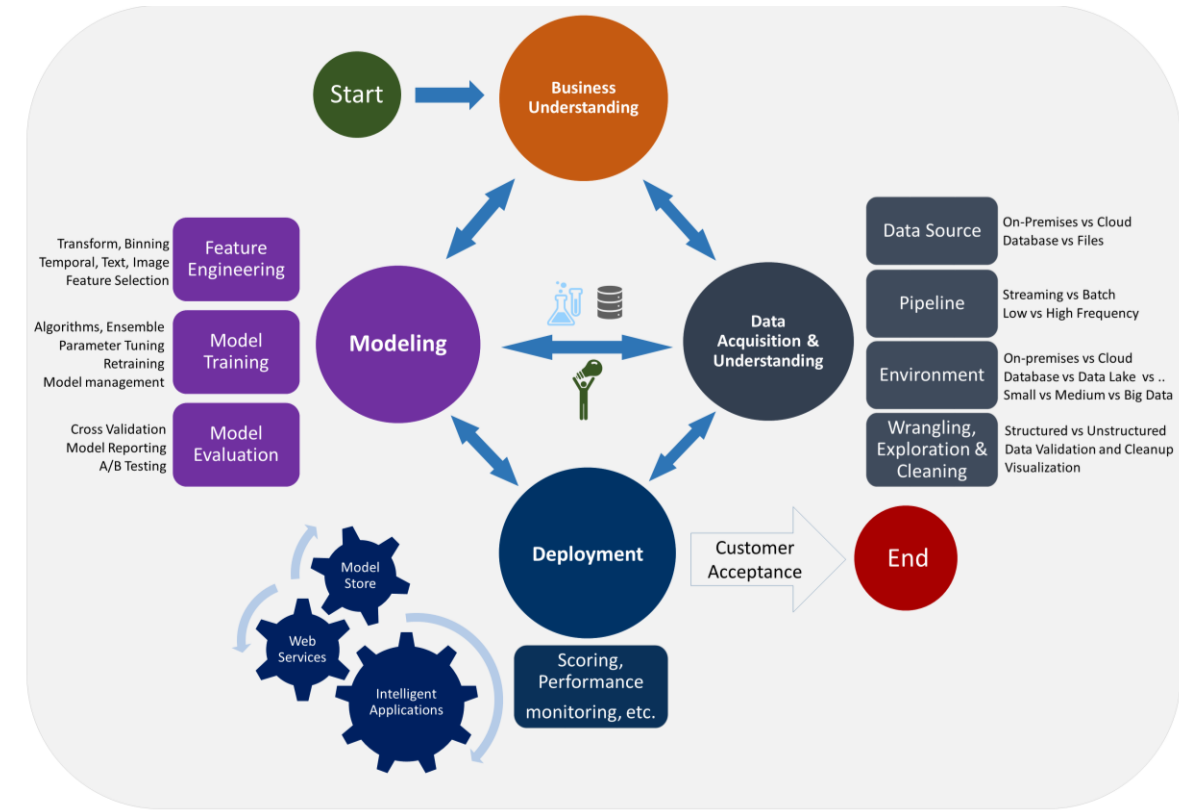 Start
Business
Understanding
Transform, Binning
Temporal, Text, Image
Feature Selection
Feature
Engineering
Algorithms, Ensemble
Parameter Tuning
Retraining
Model management
Model
Training
Cross Validation
Model Reporting
A/B Testing
Model
Evaluation
Modeling
Data
Acquisition &
Understanding
Data Source
On-Premises vs Cloud
Database vs Files
Pipeline
Streaming vs Batch
Low vs High Frequency
Environment
On-premises vs Cloud
Database vs Data Lake vs ..
Small vs Medium vs Big Data
Wrangling,
Exploration &
Cleaning
Structured vs Unstructured
Data Validation and Cleanup
Visualization
Deployment
Customer
Acceptance
End
Model
Store
Web
Services
Intelligent
Applications
Scoring,
Performance
monitoring, etc.